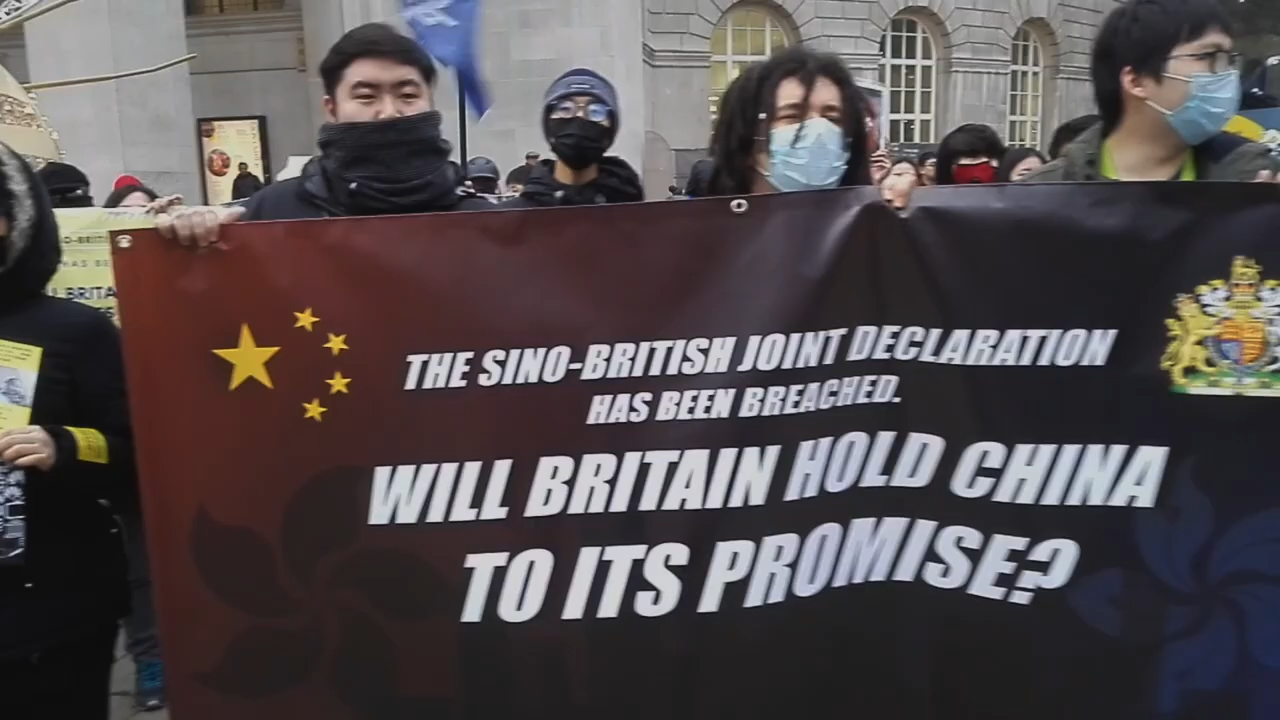 THE SINO-BRITISH JOINT DECLARATION
HAS BEEN BREACHED.
WILL BRITAIN HOLD CHINA
TO ITS PROMISE?